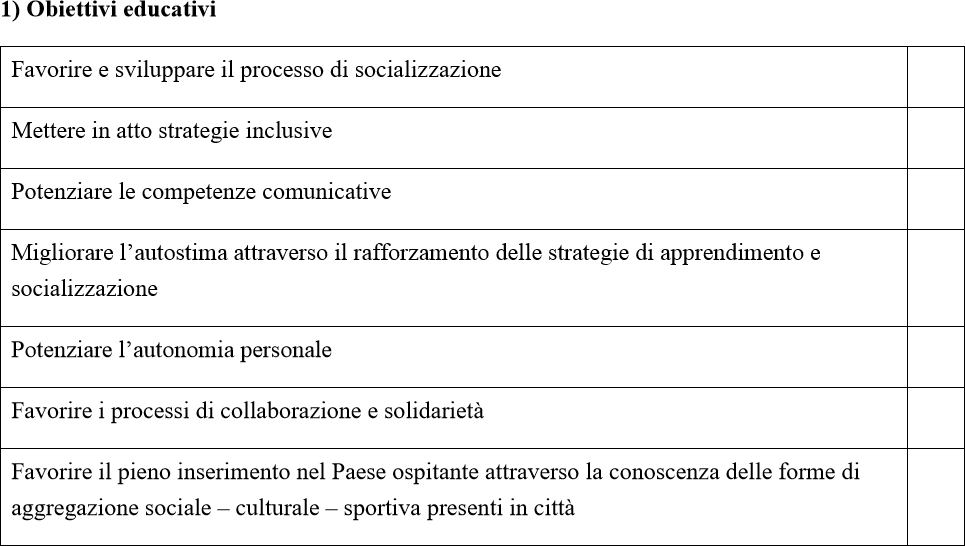 1) Obiettivi educativi
Favorire e sviluppare il processo di socializzazione
Mettere in atto strategie inclusive
Potenziare le competenze comunicative
Migliorare l’autostima attraverso il rafforzamento delle strategie di apprendimento e
socializzazione
Potenziare l’autonomia personale
Favorire i processi di collaborazione e solidarietà
Favorire il pieno inserimento nel Paese ospitante attraverso la conoscenza delle forme di
aggregazione sociale – culturale – sportiva presenti in città